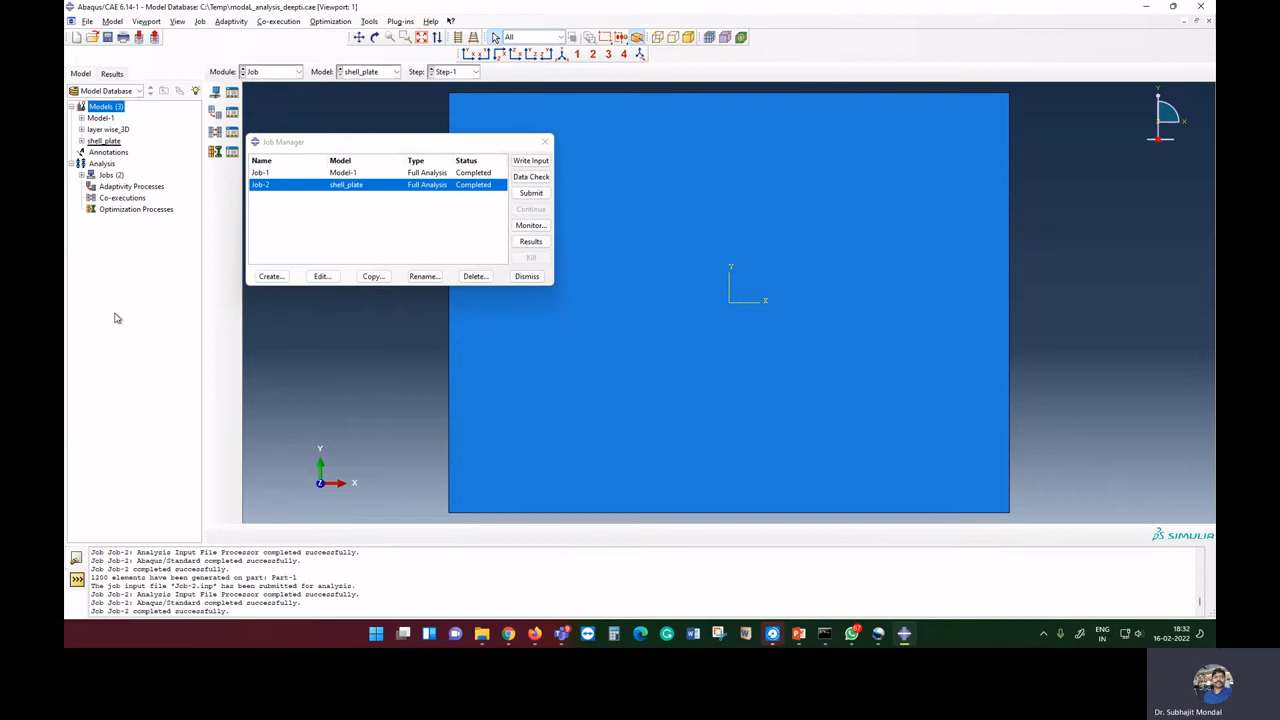 Abaqus/CAE 6.14-1 - Model Database: C:\Temp\modaL_analysis_deepti.cae [Viewport: 1]
File Model Viewport View Job Adaptivity Co-execution Optimization Tools Plug-ins Help
All
1 2 3 4
Model Results Module: Job Model: shell_plate Step: Step-1
Model Database
Models (3)
Model-1
layer wise_3D
shell_plate
Annotations
Analysis
Jobs (2)
Adaptivity Processes
Co-executions
Optimization Processes
Job Manager
Name Model Type Status
Job-1 Model-1 Full Analysis Completed
Job-2 shell_plate Full Analysis Completed
Write Input
Data Check
Submit
Continue
Monitor...
Results
Kill
Create... Edit... Copy... Rename... Delete... Dismiss
Y
X
Y
X
Y
Z
X
SIMULIA
Job Job-2: Analysis Input File Processor completed successfully.
Job Job-2: Abaqus/Standard completed successfully.
Job Job-2 completed successfully.
1200 elements have been generated on part: Part-1
The job input file "Job-2.inp" has been submitted for analysis.
Job Job-2: Analysis Input File Processor completed successfully.
Job Job-2: Abaqus/Standard completed successfully.
Job Job-2 completed successfully.
67
ENG
IN
18:32
16-02-2022
Dr. Subhajit Mondal